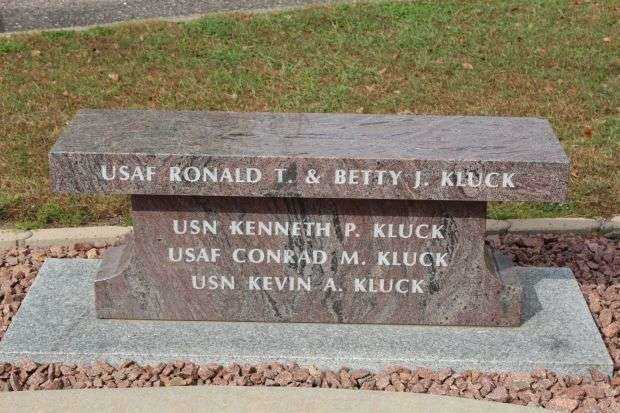 USAF RONALD T. & BETTY J. KLUCK
USN KENNETH P. KLUCK
USAF CONRAD M. KLUCK
USN KEVIN A. KLUCK